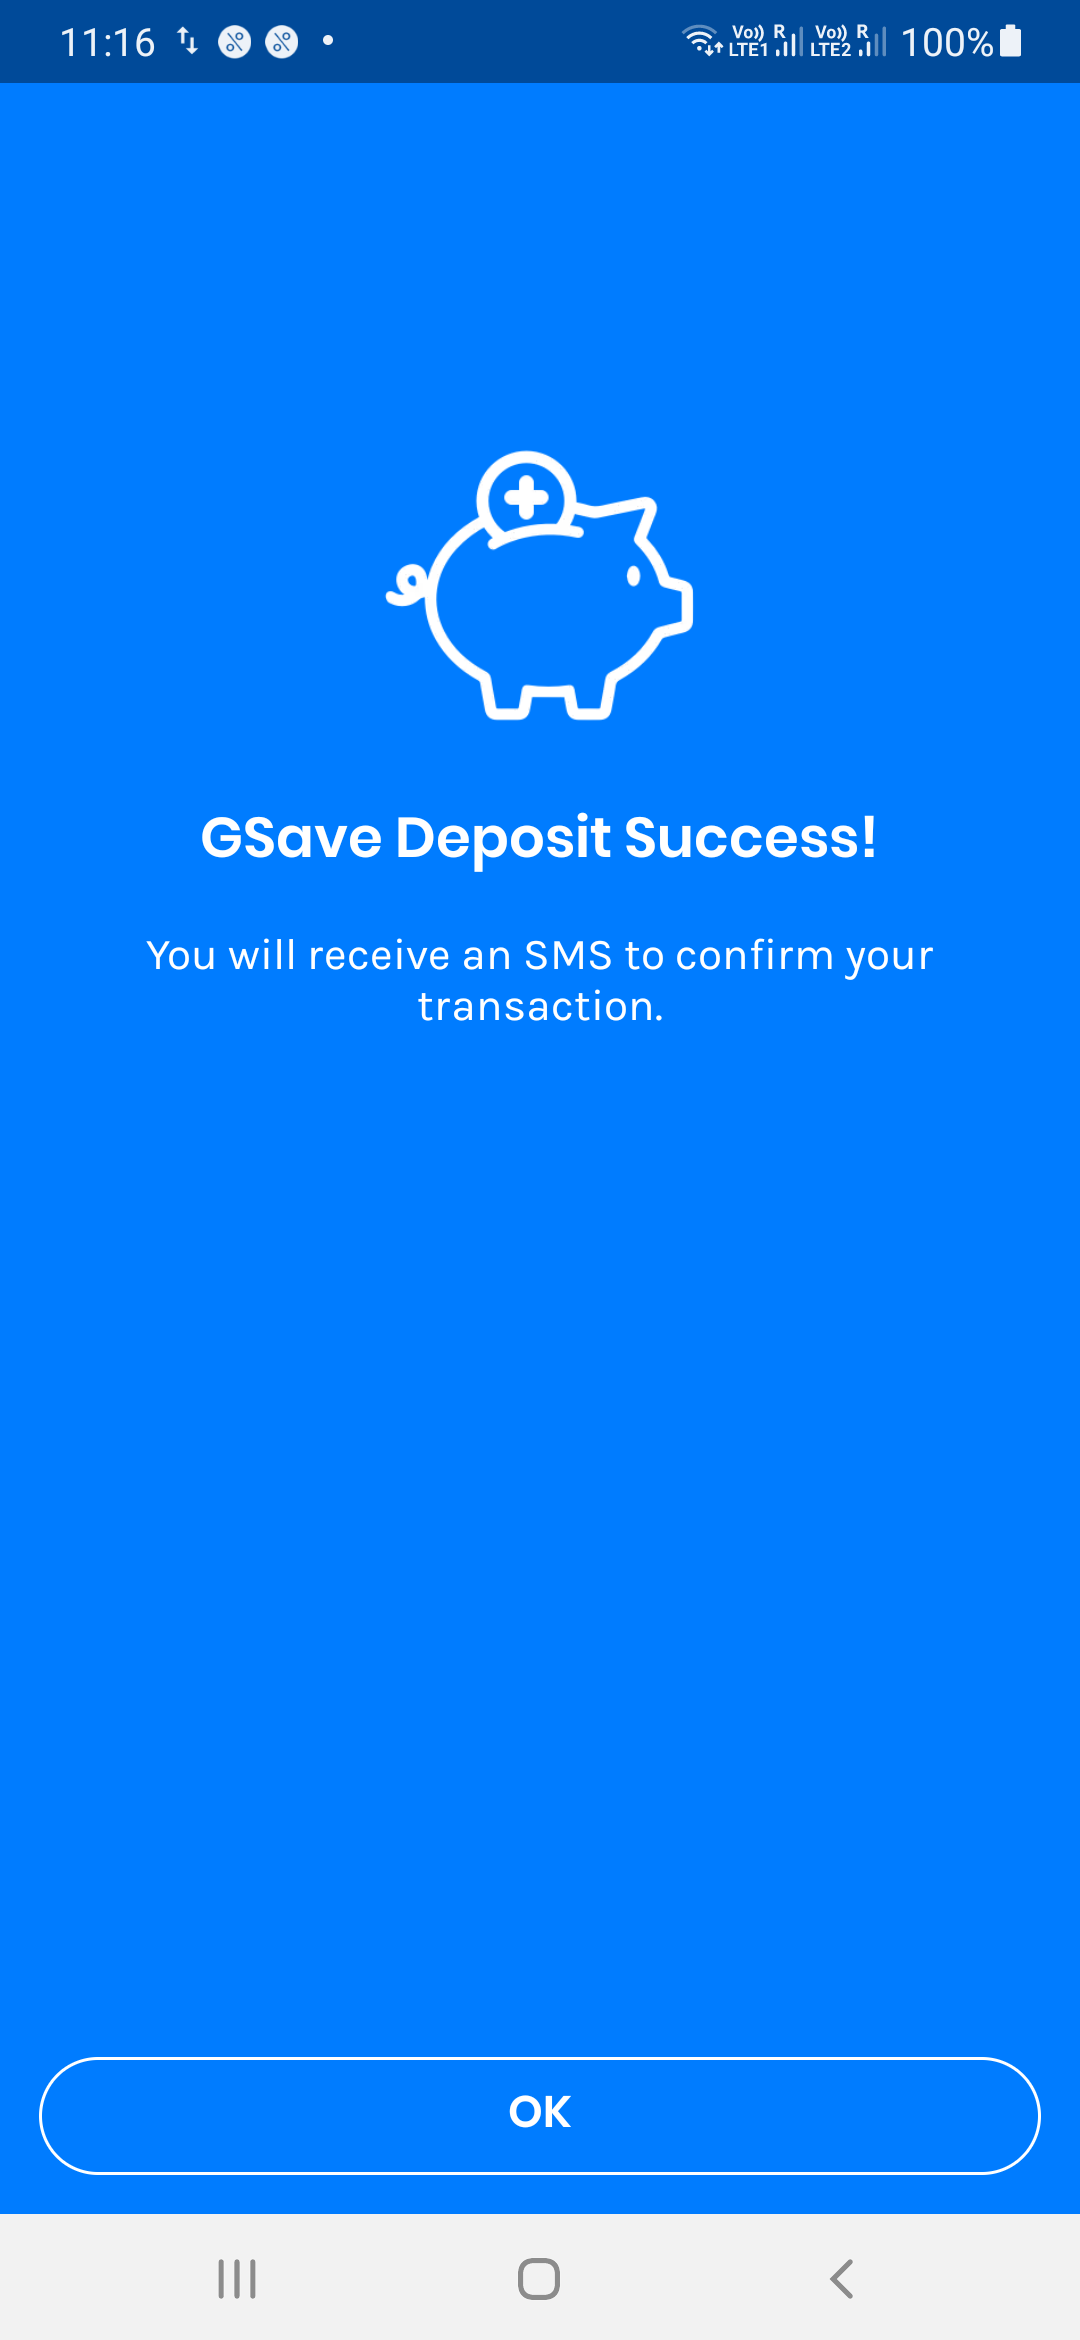 11:16
Vo)) R Vo)) R 100%
LTE1 LTE2
GSave Deposit Success!
You will receive an SMS to confirm your
transaction.
OK